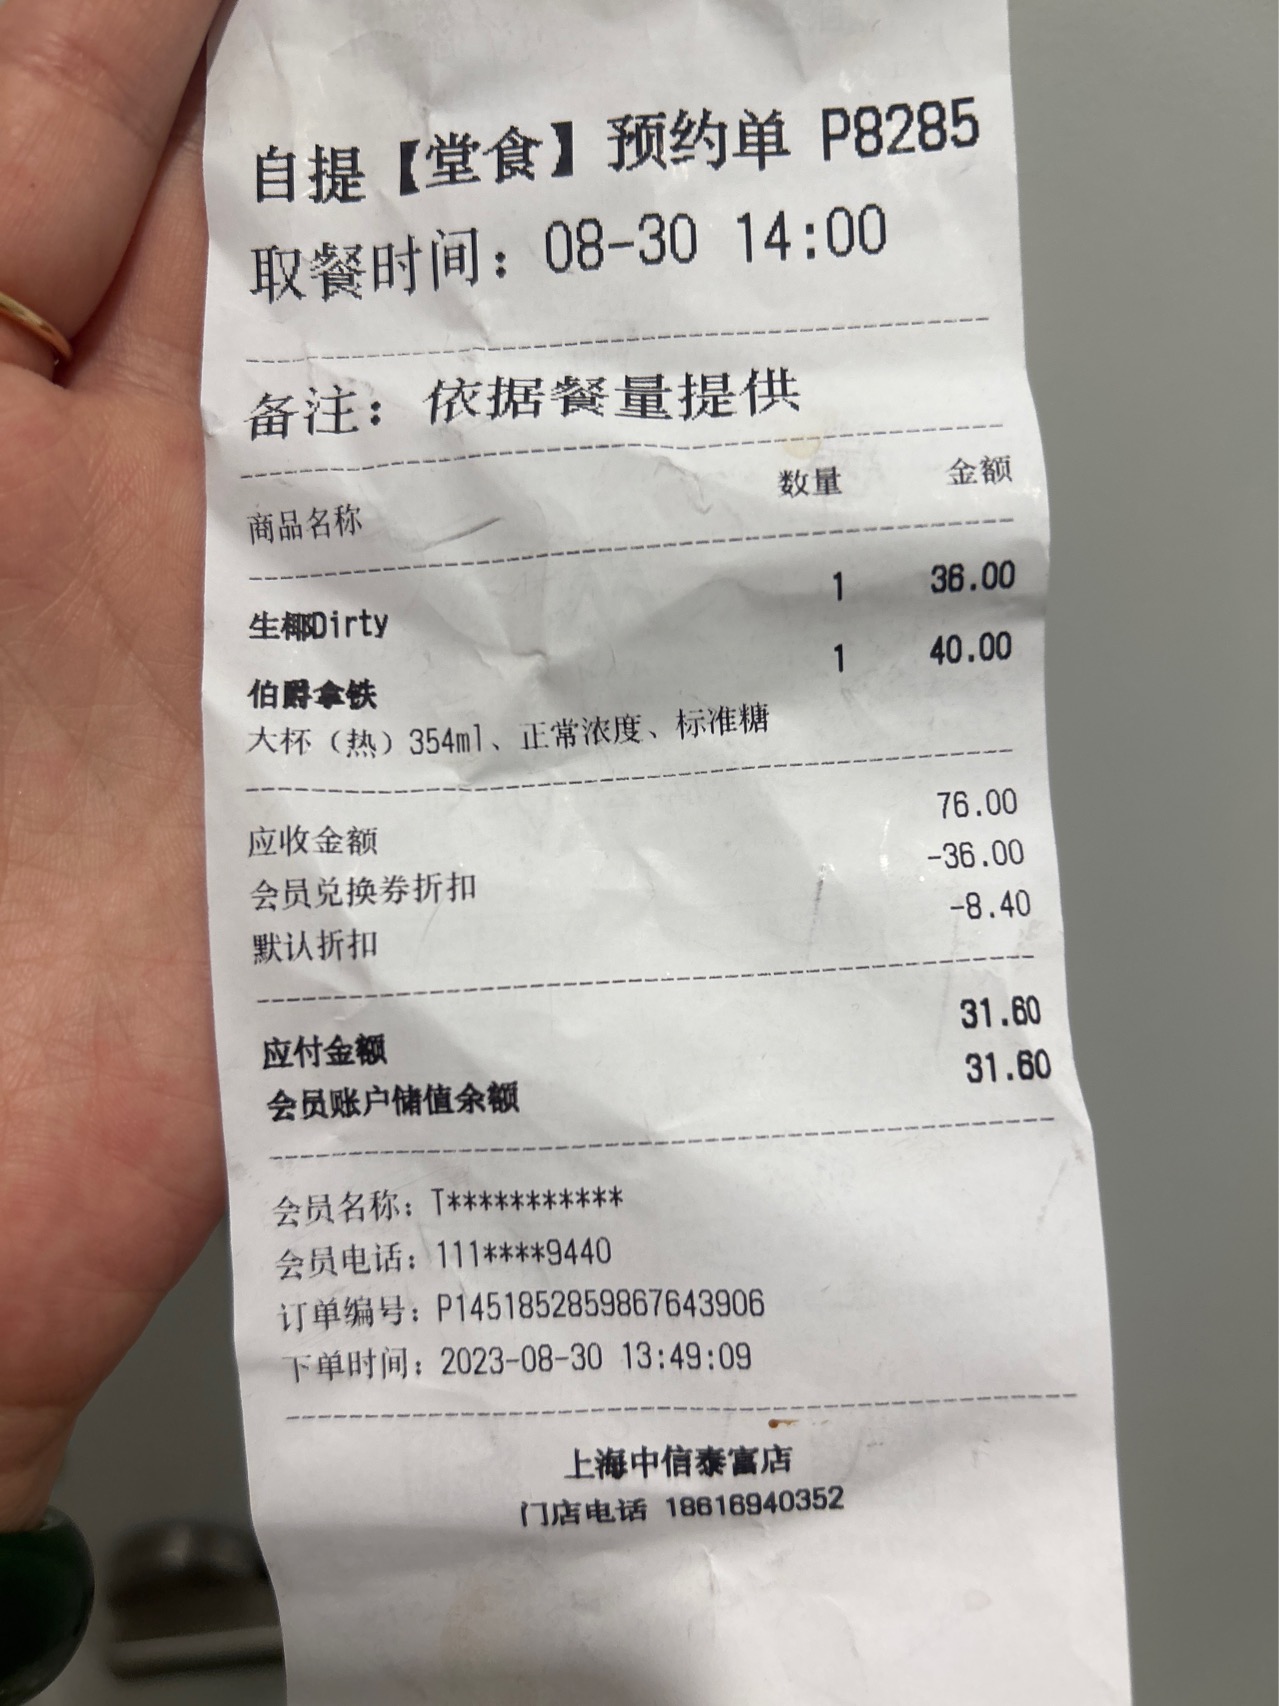 自提【堂食】预约单 P8285
取餐时间：08-30 14:00
备注：依据餐量提供
商品名称 数量 金额
生椰Dirty 1 36.00
伯爵拿铁 1 40.00
大杯（热）354ml、正常浓度、标准糖
应收金额 76.00
会员兑换券折扣 -36.00
默认折扣 -8.40
应付金额 31.60
会员账户储值余额 31.60
会员名称：T***********
会员电话：111****9440
订单编号：P1451852859867643906
下单时间：2023-08-30 13:49:09
上海中信泰富店
门店电话 18616940352